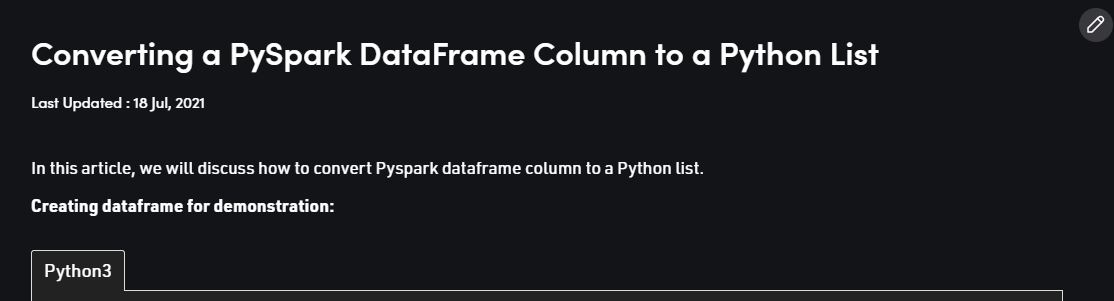 Converting a PySpark DataFrame Column to a Python List
Last Updated : 18 Jul, 2021
In this article, we will discuss how to convert Pyspark dataframe column to a Python list.
Creating dataframe for demonstration:
Python3